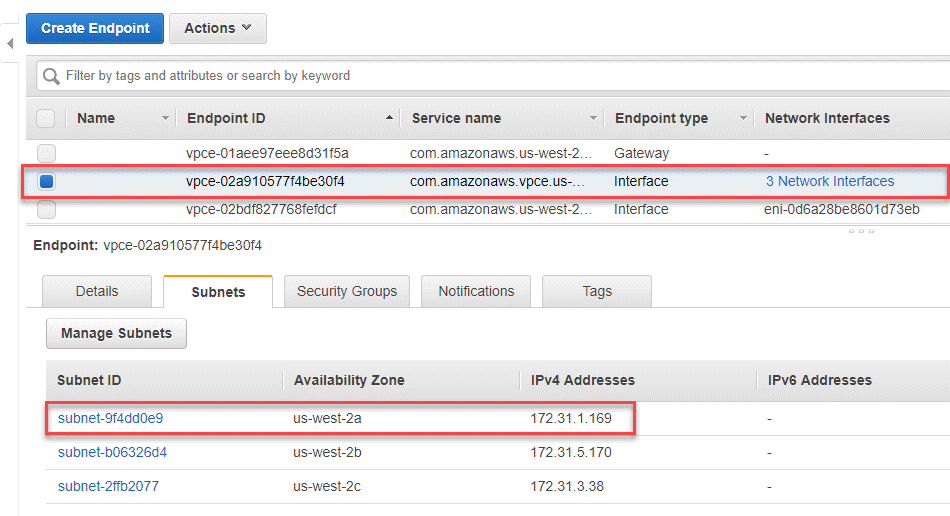 Create Endpoint Actions
Filter by tags and attributes or search by keyword
Name Endpoint ID Service name Endpoint type Network Interfaces
vpce-01aee97eee8d31f5a com.amazonaws.us-west-2... Gateway -
vpce-02a910577f4be30f4 com.amazonaws.vpce.us-... Interface 3 Network Interfaces
vpce-02bdf827768fefdcf com.amazonaws.us-west-2... Interface eni-0d6a28be8601d73eb
Endpoint: vpce-02a910577f4be30f4
Details Subnets Security Groups Notifications Tags
Manage Subnets
Subnet ID Availability Zone IPv4 Addresses IPv6 Addresses
subnet-9f4dd0e9 us-west-2a 172.31.1.169 -
subnet-b06326d4 us-west-2b 172.31.5.170 -
subnet-2ffb2077 us-west-2c 172.31.3.38 -